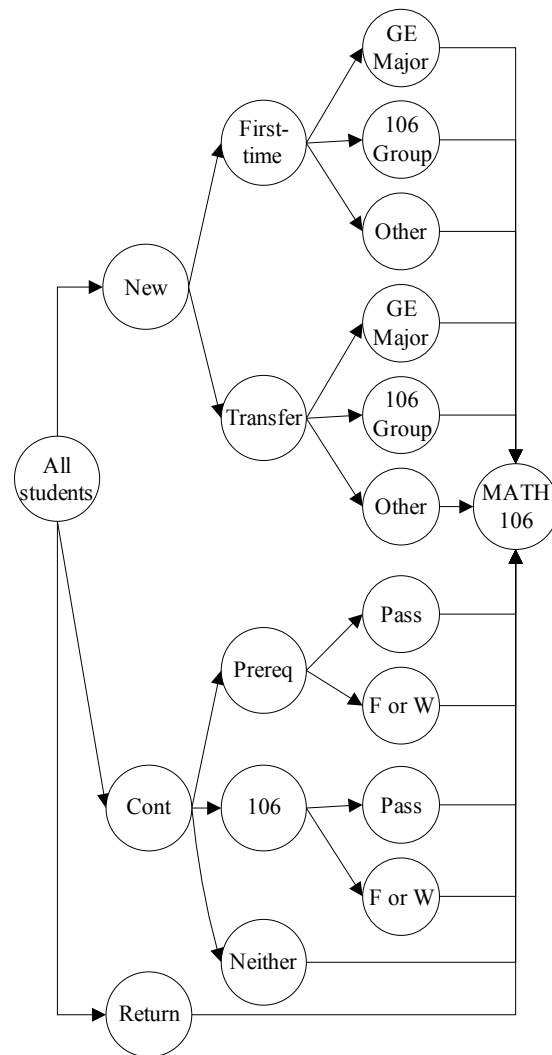 GE
Major
First-
time
106
Group
Other
New
GE
Major
Transfer
106
Group
Other
All
students
MATH
106
Pass
Prereq
F or W
Cont
106
Pass
F or W
Neither
Return